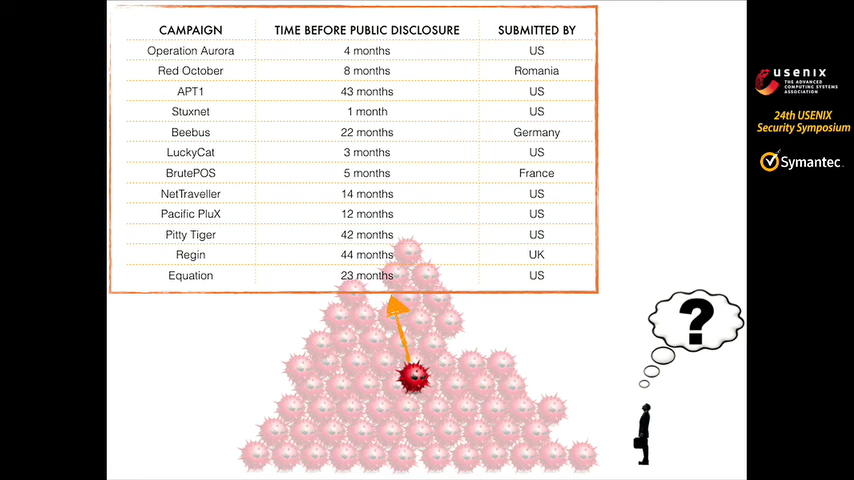 CAMPAIGN TIME BEFORE PUBLIC DISCLOSURE SUBMITTED BY
Operation Aurora 4 months US
Red October 8 months Romania
APT1 43 months US
Stuxnet 1 month US
Beebus 22 months Germany
LuckyCat 3 months US
BrutePOS 5 months France
NetTraveller 14 months US
Pacific PluX 12 months US
Pitty Tiger 42 months US
Regin 44 months UK
Equation 23 months US
?
usenix
THE ADVANCED
COMPUTING SYSTEMS
ASSOCIATION
24th USENIX
Security Symposium
Symantec.